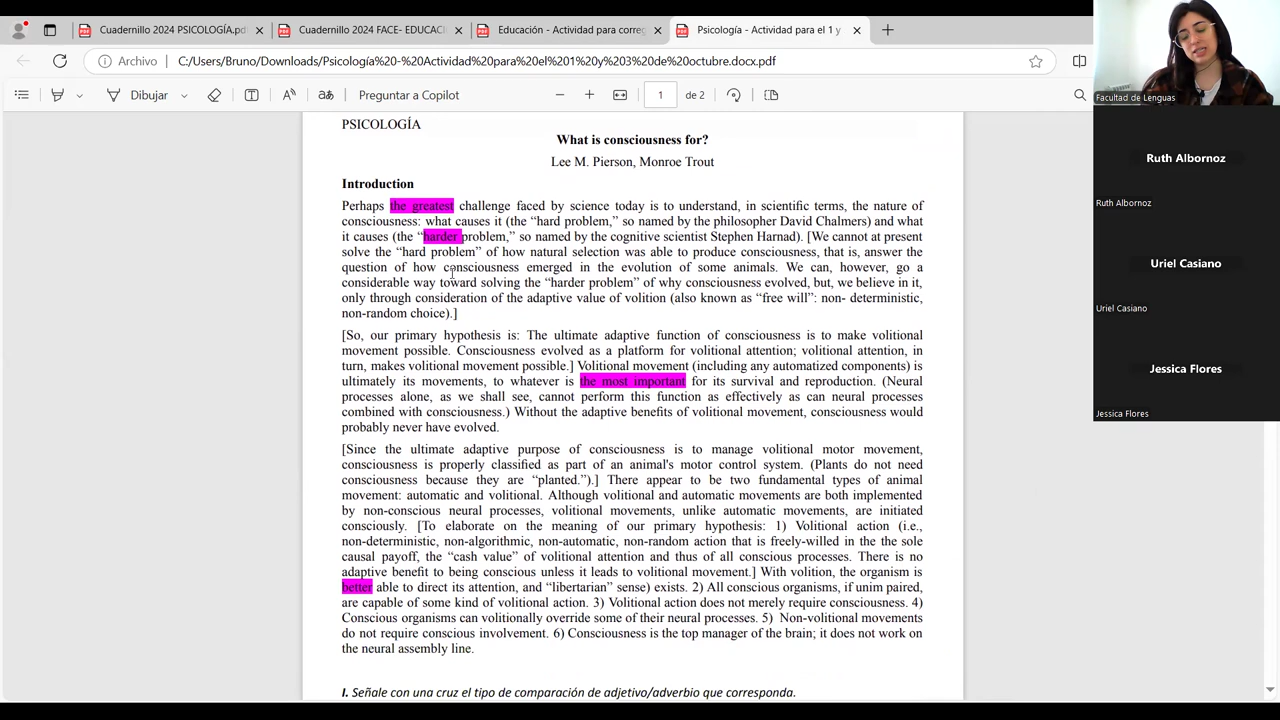 Cuadernillo 2024 PSICOLOGÍA.pd
Cuadernillo 2024 FACE- EDUCAC
Educación - Actividad para correg
Psicología - Actividad para el 1 y
Archivo
C:/Users/Bruno/Downloads/Psicología%20-%20Actividad%20para%20el%201%20y%203%20de%20octubre.docx.pdf
Dibujar
Preguntar a Copilot
1 de 2
Facultad de Lenguas
PSICOLOGÍA
What is consciousness for?
Lee M. Pierson, Monroe Trout
Introduction
Perhaps the greatest challenge faced by science today is to understand, in scientific terms, the nature of
consciousness: what causes it (the “hard problem,” so named by the philosopher David Chalmers) and what
it causes (the “harder problem,” so named by the cognitive scientist Stephen Harnad). [We cannot at present
solve the “hard problem” of how natural selection was able to produce consciousness, that is, answer the
question of how consciousness emerged in the evolution of some animals. We can, however, go a
considerable way toward solving the “harder problem” of why consciousness evolved, but, we believe in it,
only through consideration of the adaptive value of volition (also known as “free will”: non- deterministic,
non-random choice).]
[So, our primary hypothesis is: The ultimate adaptive function of consciousness is to make volitional
movement possible. Consciousness evolved as a platform for volitional attention; volitional attention, in
turn, makes volitional movement possible.] Volitional movement (including any automatized components) is
ultimately its movements, to whatever is the most important for its survival and reproduction. (Neural
processes alone, as we shall see, cannot perform this function as effectively as can neural processes
combined with consciousness.) Without the adaptive benefits of volitional movement, consciousness would
probably never have evolved.
[Since the ultimate adaptive purpose of consciousness is to manage volitional motor movement,
consciousness is properly classified as part of an animal's motor control system. (Plants do not need
consciousness because they are “planted.”).] There appear to be two fundamental types of animal
movement: automatic and volitional. Although volitional and automatic movements are both implemented
by non-conscious neural processes, volitional movements, unlike automatic movements, are initiated
consciously. [To elaborate on the meaning of our primary hypothesis: 1) Volitional action (i.e.,
non-deterministic, non-algorithmic, non-automatic, non-random action that is freely-willed in the the sole
causal payoff, the “cash value” of volitional attention and thus of all conscious processes. There is no
adaptive benefit to being conscious unless it leads to volitional movement.] With volition, the organism is
better able to direct its attention, and “libertarian” sense) exists. 2) All conscious organisms, if unim paired,
are capable of some kind of volitional action. 3) Volitional action does not merely require consciousness. 4)
Conscious organisms can volitionally override some of their neural processes. 5) Non-volitional movements
do not require conscious involvement. 6) Consciousness is the top manager of the brain; it does not work on
the neural assembly line.
I. Señale con una cruz el tipo de comparación de adjetivo/adverbio que corresponda.
Ruth Albornoz
Ruth Albornoz
Uriel Casiano
Uriel Casiano
Jessica Flores
Jessica Flores